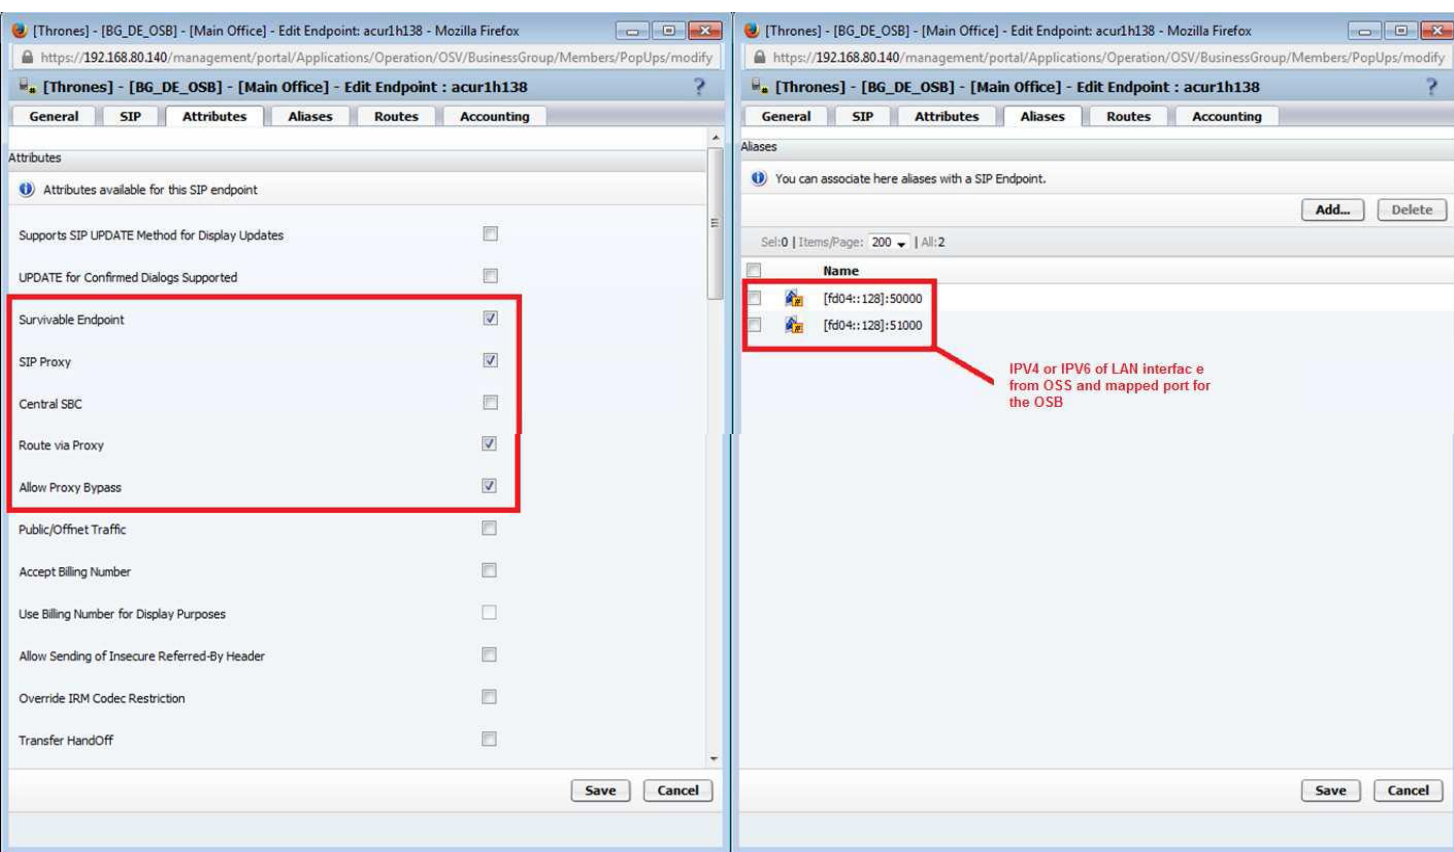 [Thrones] - [BG_DE_OSB] - [Main Office] - Edit Endpoint: acur1h138 - Mozilla Firefox
https://192.168.80.140/management/portal/Applications/Operation/OSV/BusinessGroup/Members/PopUps/modify
[Thrones] - [BG_DE_OSB] - [Main Office] - Edit Endpoint : acur1h138 ?
General SIP Attributes Aliases Routes Accounting
Attributes
Attributes available for this SIP endpoint
Supports SIP UPDATE Method for Display Updates
UPDATE for Confirmed Dialogs Supported
Survivable Endpoint
SIP Proxy
Central SBC
Route via Proxy
Allow Proxy Bypass
Public/Offnet Traffic
Accept Billing Number
Use Billing Number for Display Purposes
Allow Sending of Insecure Referred-By Header
Override IRM Codec Restriction
Transfer HandOff
Save Cancel
[Thrones] - [BG_DE_OSB] - [Main Office] - Edit Endpoint: acur1h138 - Mozilla Firefox
https://192.168.80.140/management/portal/Applications/Operation/OSV/BusinessGroup/Members/PopUps/modify
[Thrones] - [BG_DE_OSB] - [Main Office] - Edit Endpoint : acur1h138 ?
General SIP Attributes Aliases Routes Accounting
Aliases
You can associate here aliases with a SIP Endpoint.
Add... Delete
Sel:0 | Items/Page: 200 | All:2
Name
[fd04::128]:50000
[fd04::128]:51000
IPV4 or IPV6 of LAN interfac e
from OSS and mapped port for
the OSB
Save Cancel